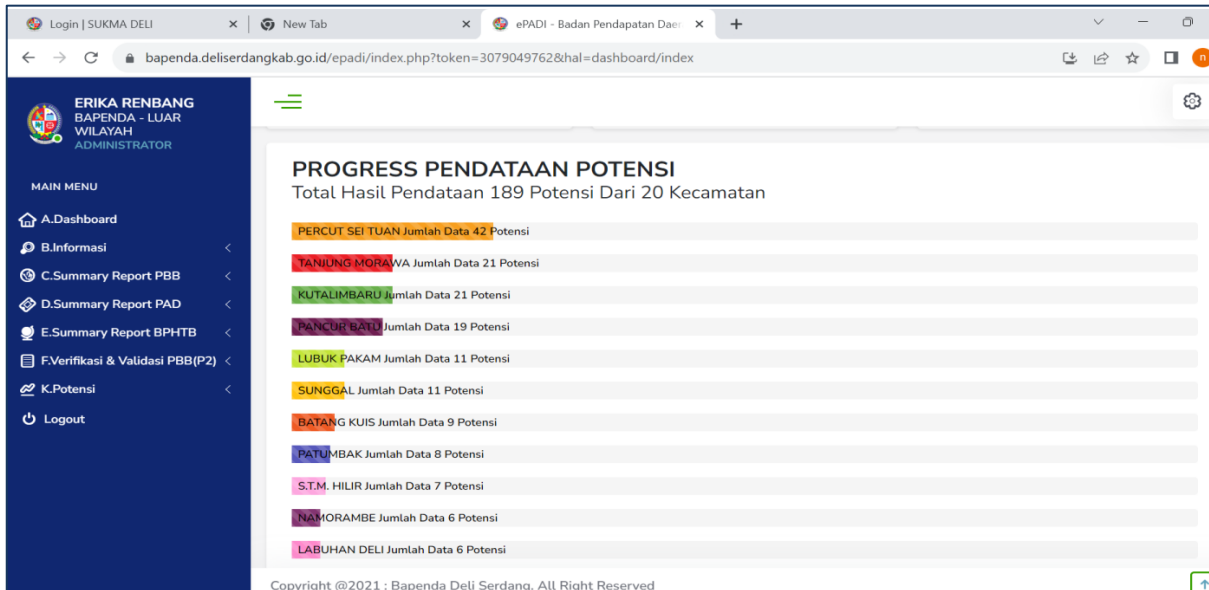 Login | SUKMA DELI
New Tab
ePADI - Badan Pendapatan Daer
bapenda.deliserdangkab.go.id/epadi/index.php?token=3079049762&hal=dashboard/index
n
ERIKA RENBANG
BAPENDA - LUAR
WILAYAH
ADMINISTRATOR
MAIN MENU
A.Dashboard
B.Informasi
C.Summary Report PBB
D.Summary Report PAD
E.Summary Report BPHTB
F.Verifikasi & Validasi PBB(P2)
K.Potensi
Logout
PROGRESS PENDATAAN POTENSI
Total Hasil Pendataan 189 Potensi Dari 20 Kecamatan
PERCUT SEI TUAN Jumlah Data 42 Potensi
TANJUNG MORAWA Jumlah Data 21 Potensi
KUTALIMBARU Jumlah Data 21 Potensi
PANCUR BATU Jumlah Data 19 Potensi
LUBUK PAKAM Jumlah Data 11 Potensi
SUNGGAL Jumlah Data 11 Potensi
BATANG KUIS Jumlah Data 9 Potensi
PATUMBAK Jumlah Data 8 Potensi
S.T.M. HILIR Jumlah Data 7 Potensi
NAMORAMBE Jumlah Data 6 Potensi
LABUHAN DELI Jumlah Data 6 Potensi
Copyright @2021 : Bapenda Deli Serdang. All Right Reserved